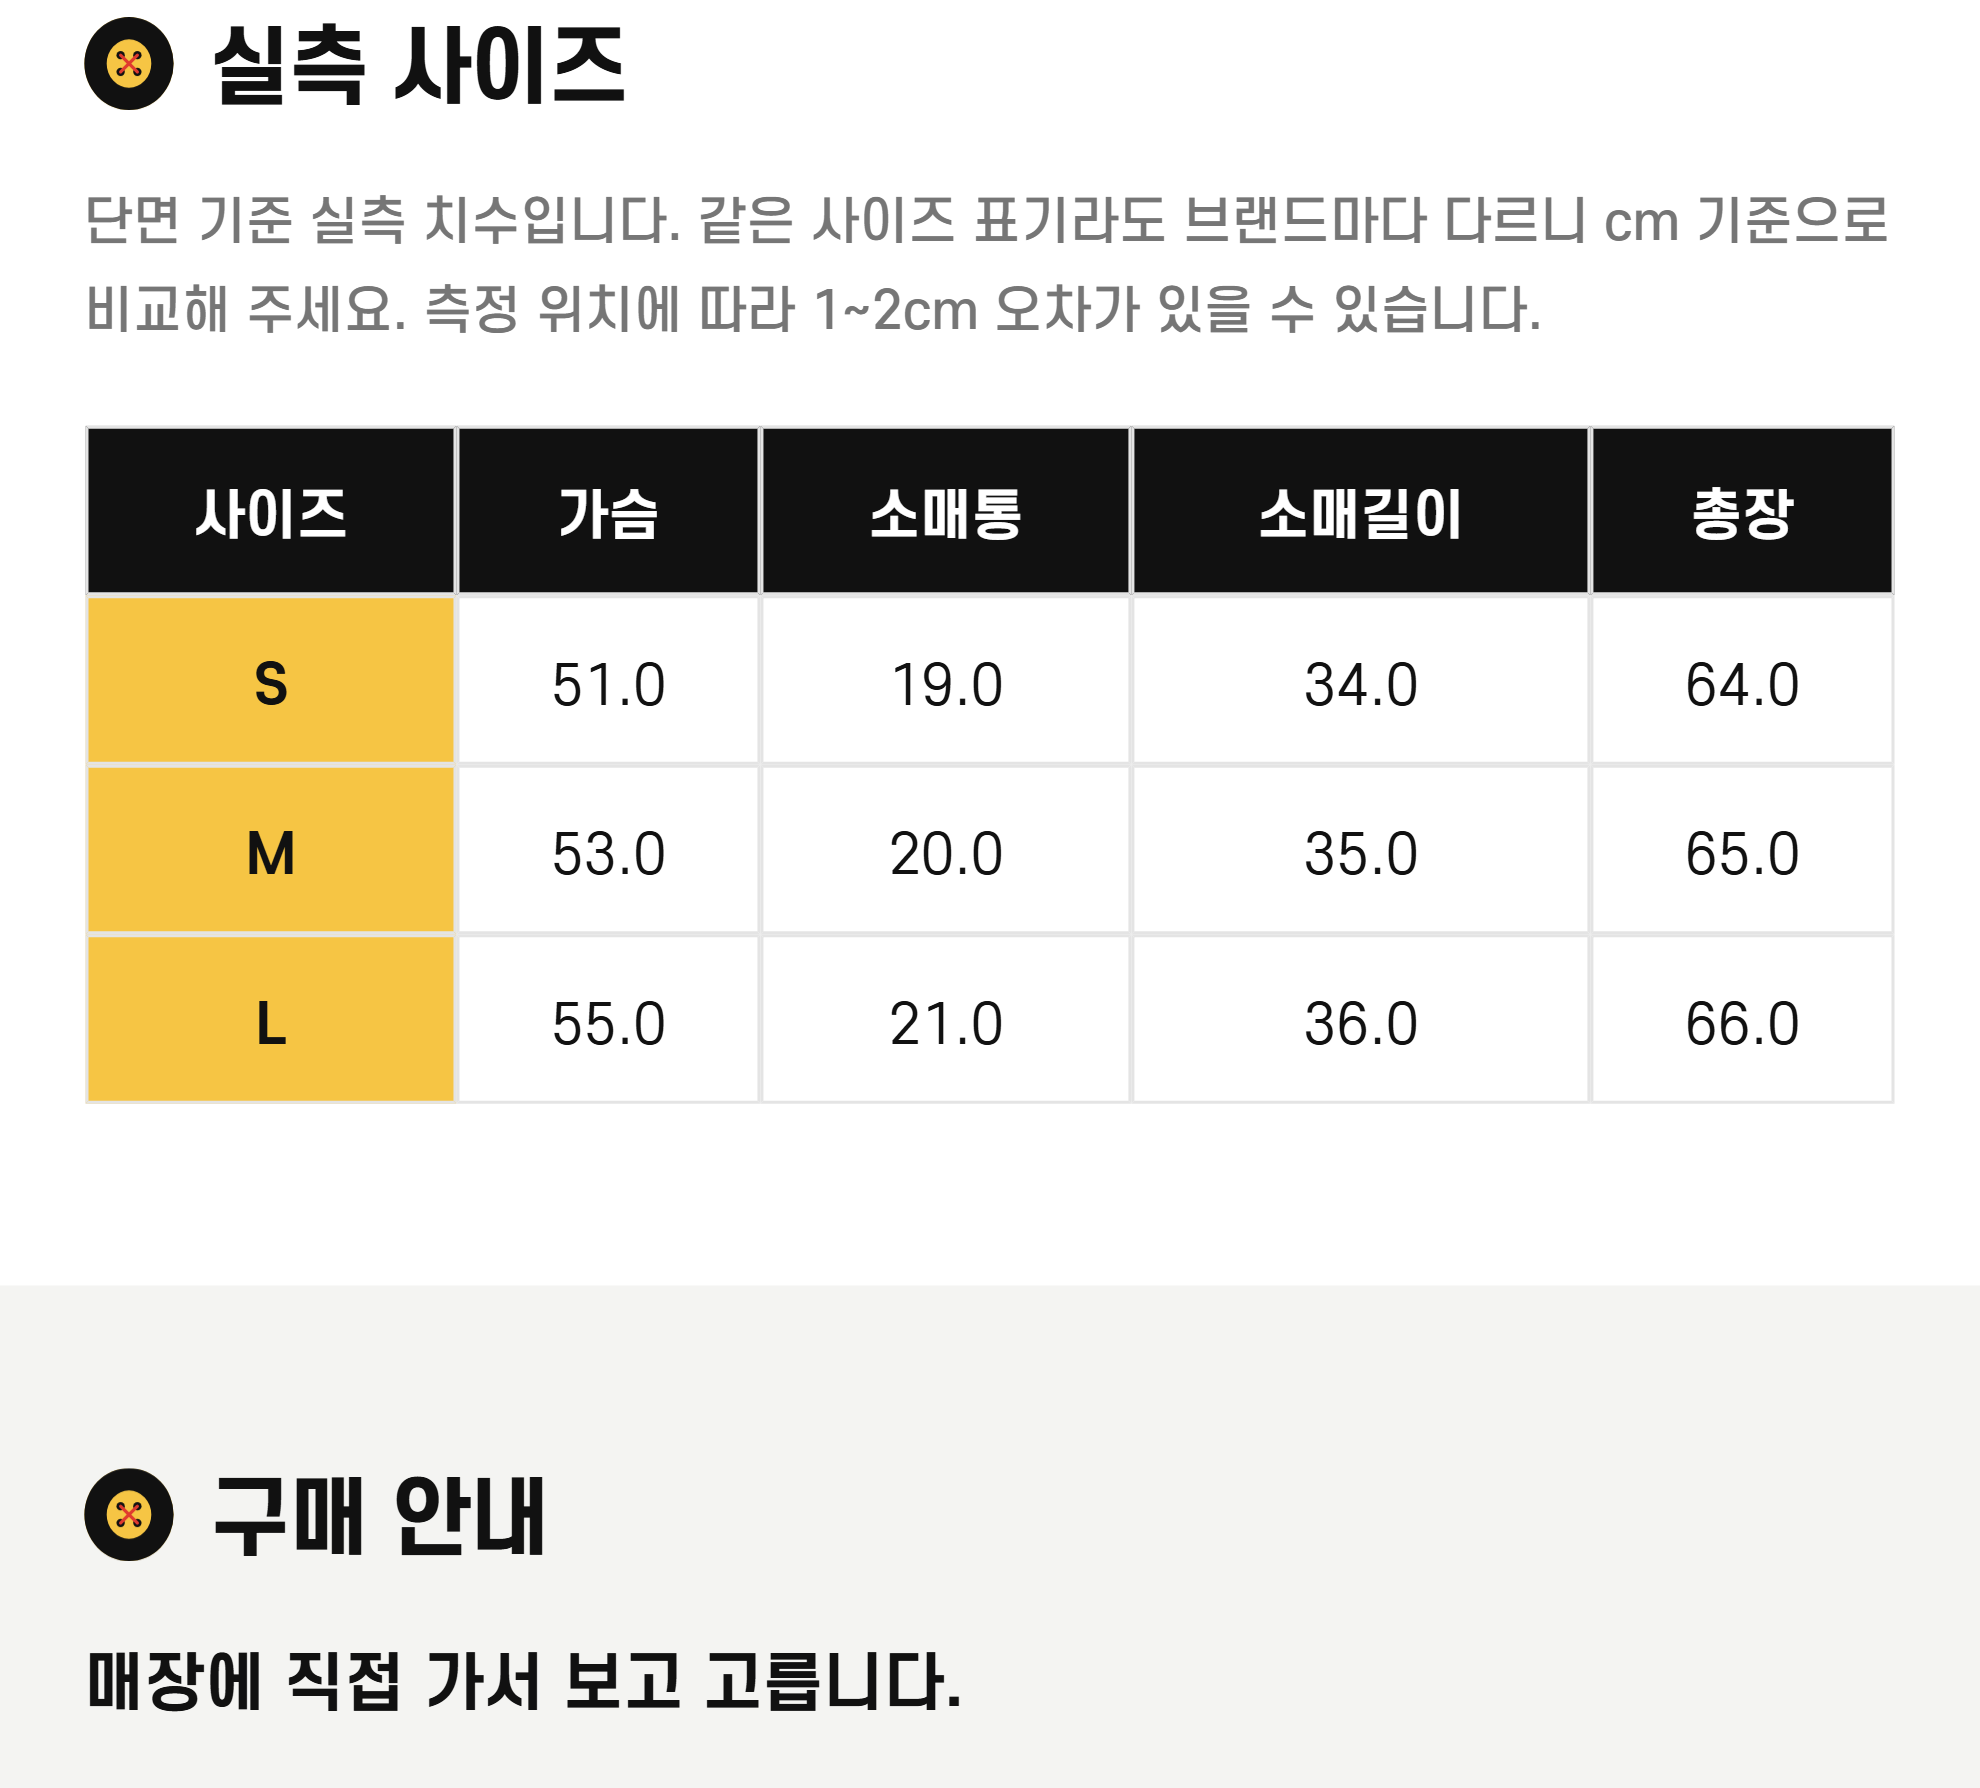 실측 사이즈
단면 기준 실측 치수입니다. 같은 사이즈 표기라도 브랜드마다 다르니 cm 기준으로
비교해 주세요. 측정 위치에 따라 1~2cm 오차가 있을 수 있습니다.
사이즈 가슴 소매통 소매길이 총장
S 51.0 19.0 34.0 64.0
M 53.0 20.0 35.0 65.0
L 55.0 21.0 36.0 66.0
구매 안내
매장에 직접 가서 보고 고릅니다.